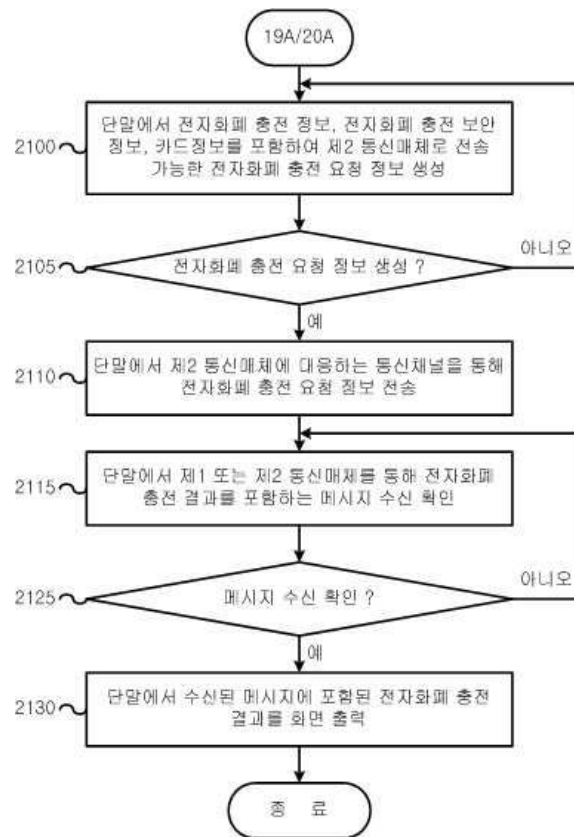 19A/20A
2100
단말에서 전자화폐 충전 정보, 전자화폐 충전 보안
정보, 카드정보를 포함하여 제2 통신매체로 전송
가능한 전자화폐 충전 요청 정보 생성
2105
전자화폐 충전 요청 정보 생성 ?
아니오
예
2110
단말에서 제2 통신매체에 대응하는 통신채널을 통해
전자화폐 충전 요청 정보 전송
2115
단말에서 제1 또는 제2 통신매체를 통해 전자화폐
충전 결과를 포함하는 메시지 수신 확인
2125
메시지 수신 확인 ?
아니오
예
2130
단말에서 수신된 메시지에 포함된 전자화폐 충전
결과를 화면 출력
종 료